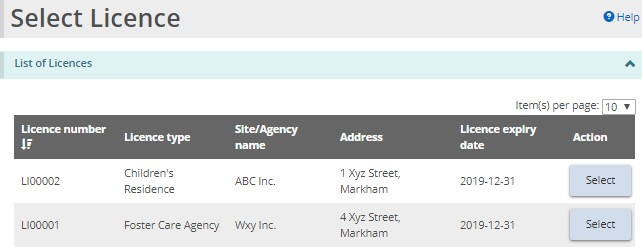 Select Licence
Help
List of Licences
Item(s) per page: 10
Licence number Licence type Site/Agency name Address Licence expiry date Action
LI00002 Children's Residence ABC Inc. 1 Xyz Street, Markham 2019-12-31 Select
LI00001 Foster Care Agency Wxy Inc. 4 Xyz Street, Markham 2019-12-31 Select